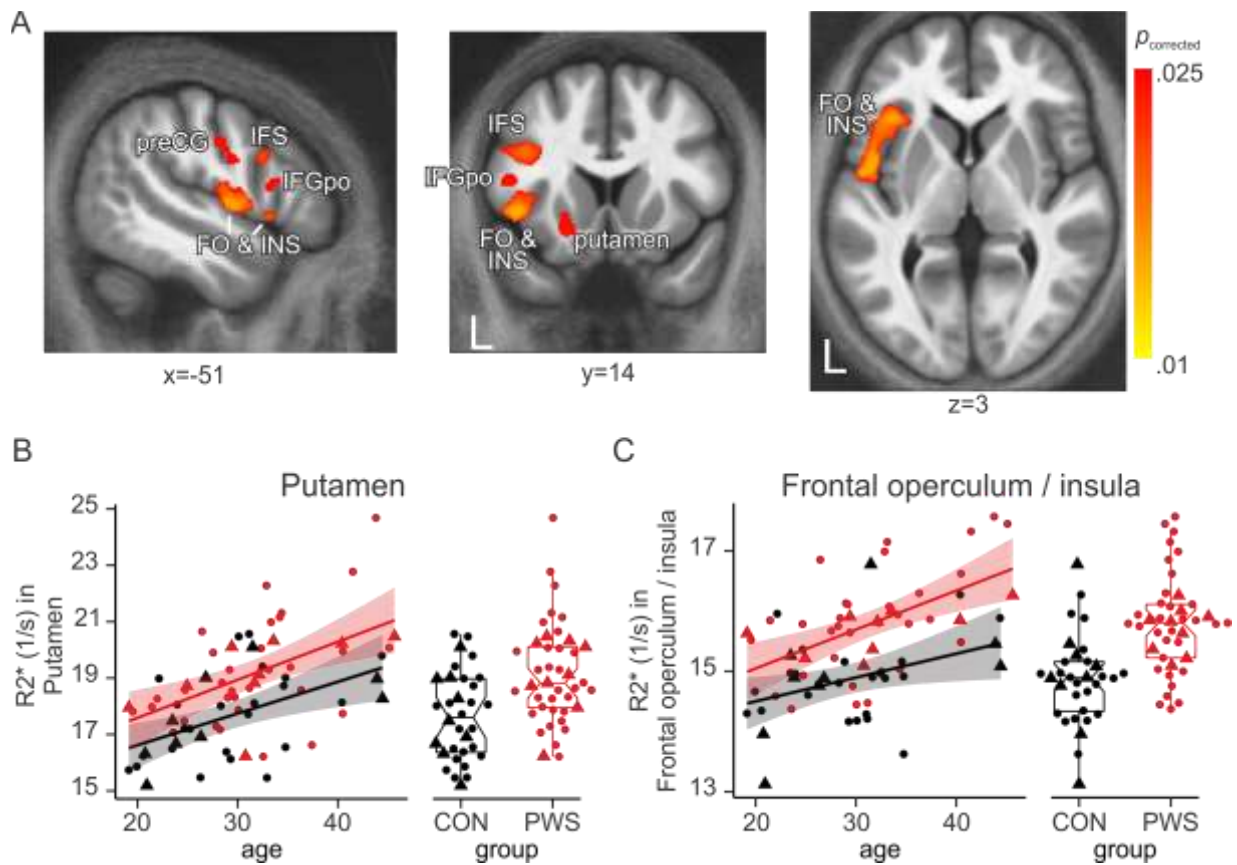 A
preCG
IFS
IFGpo
FO & INS
x=-51
IFS
IFGpo
FO &
INS
putamen
L
y=14
FO &
INS
L
z=3
pcorrected
.025
.01
B
Putamen
R2* (1/s) in
Putamen
25
23
21
19
17
15
20 30 40
age
CON PWS
group
C
Frontal operculum / insula
R2* (1/s) in
Frontal operculum / insula
17
15
13
20 30 40
age
CON PWS
group